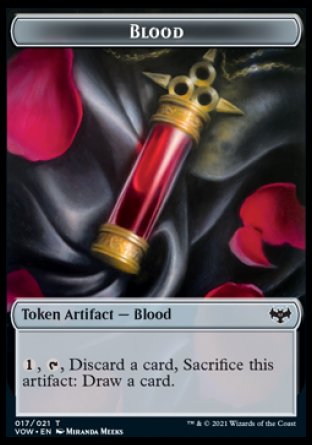 Blood
Token Artifact — Blood
1, , Discard a card, Sacrifice this
artifact: Draw a card.
017/021 T
VOW • EN Miranda Meeks
™ & © 2021 Wizards of the Coast